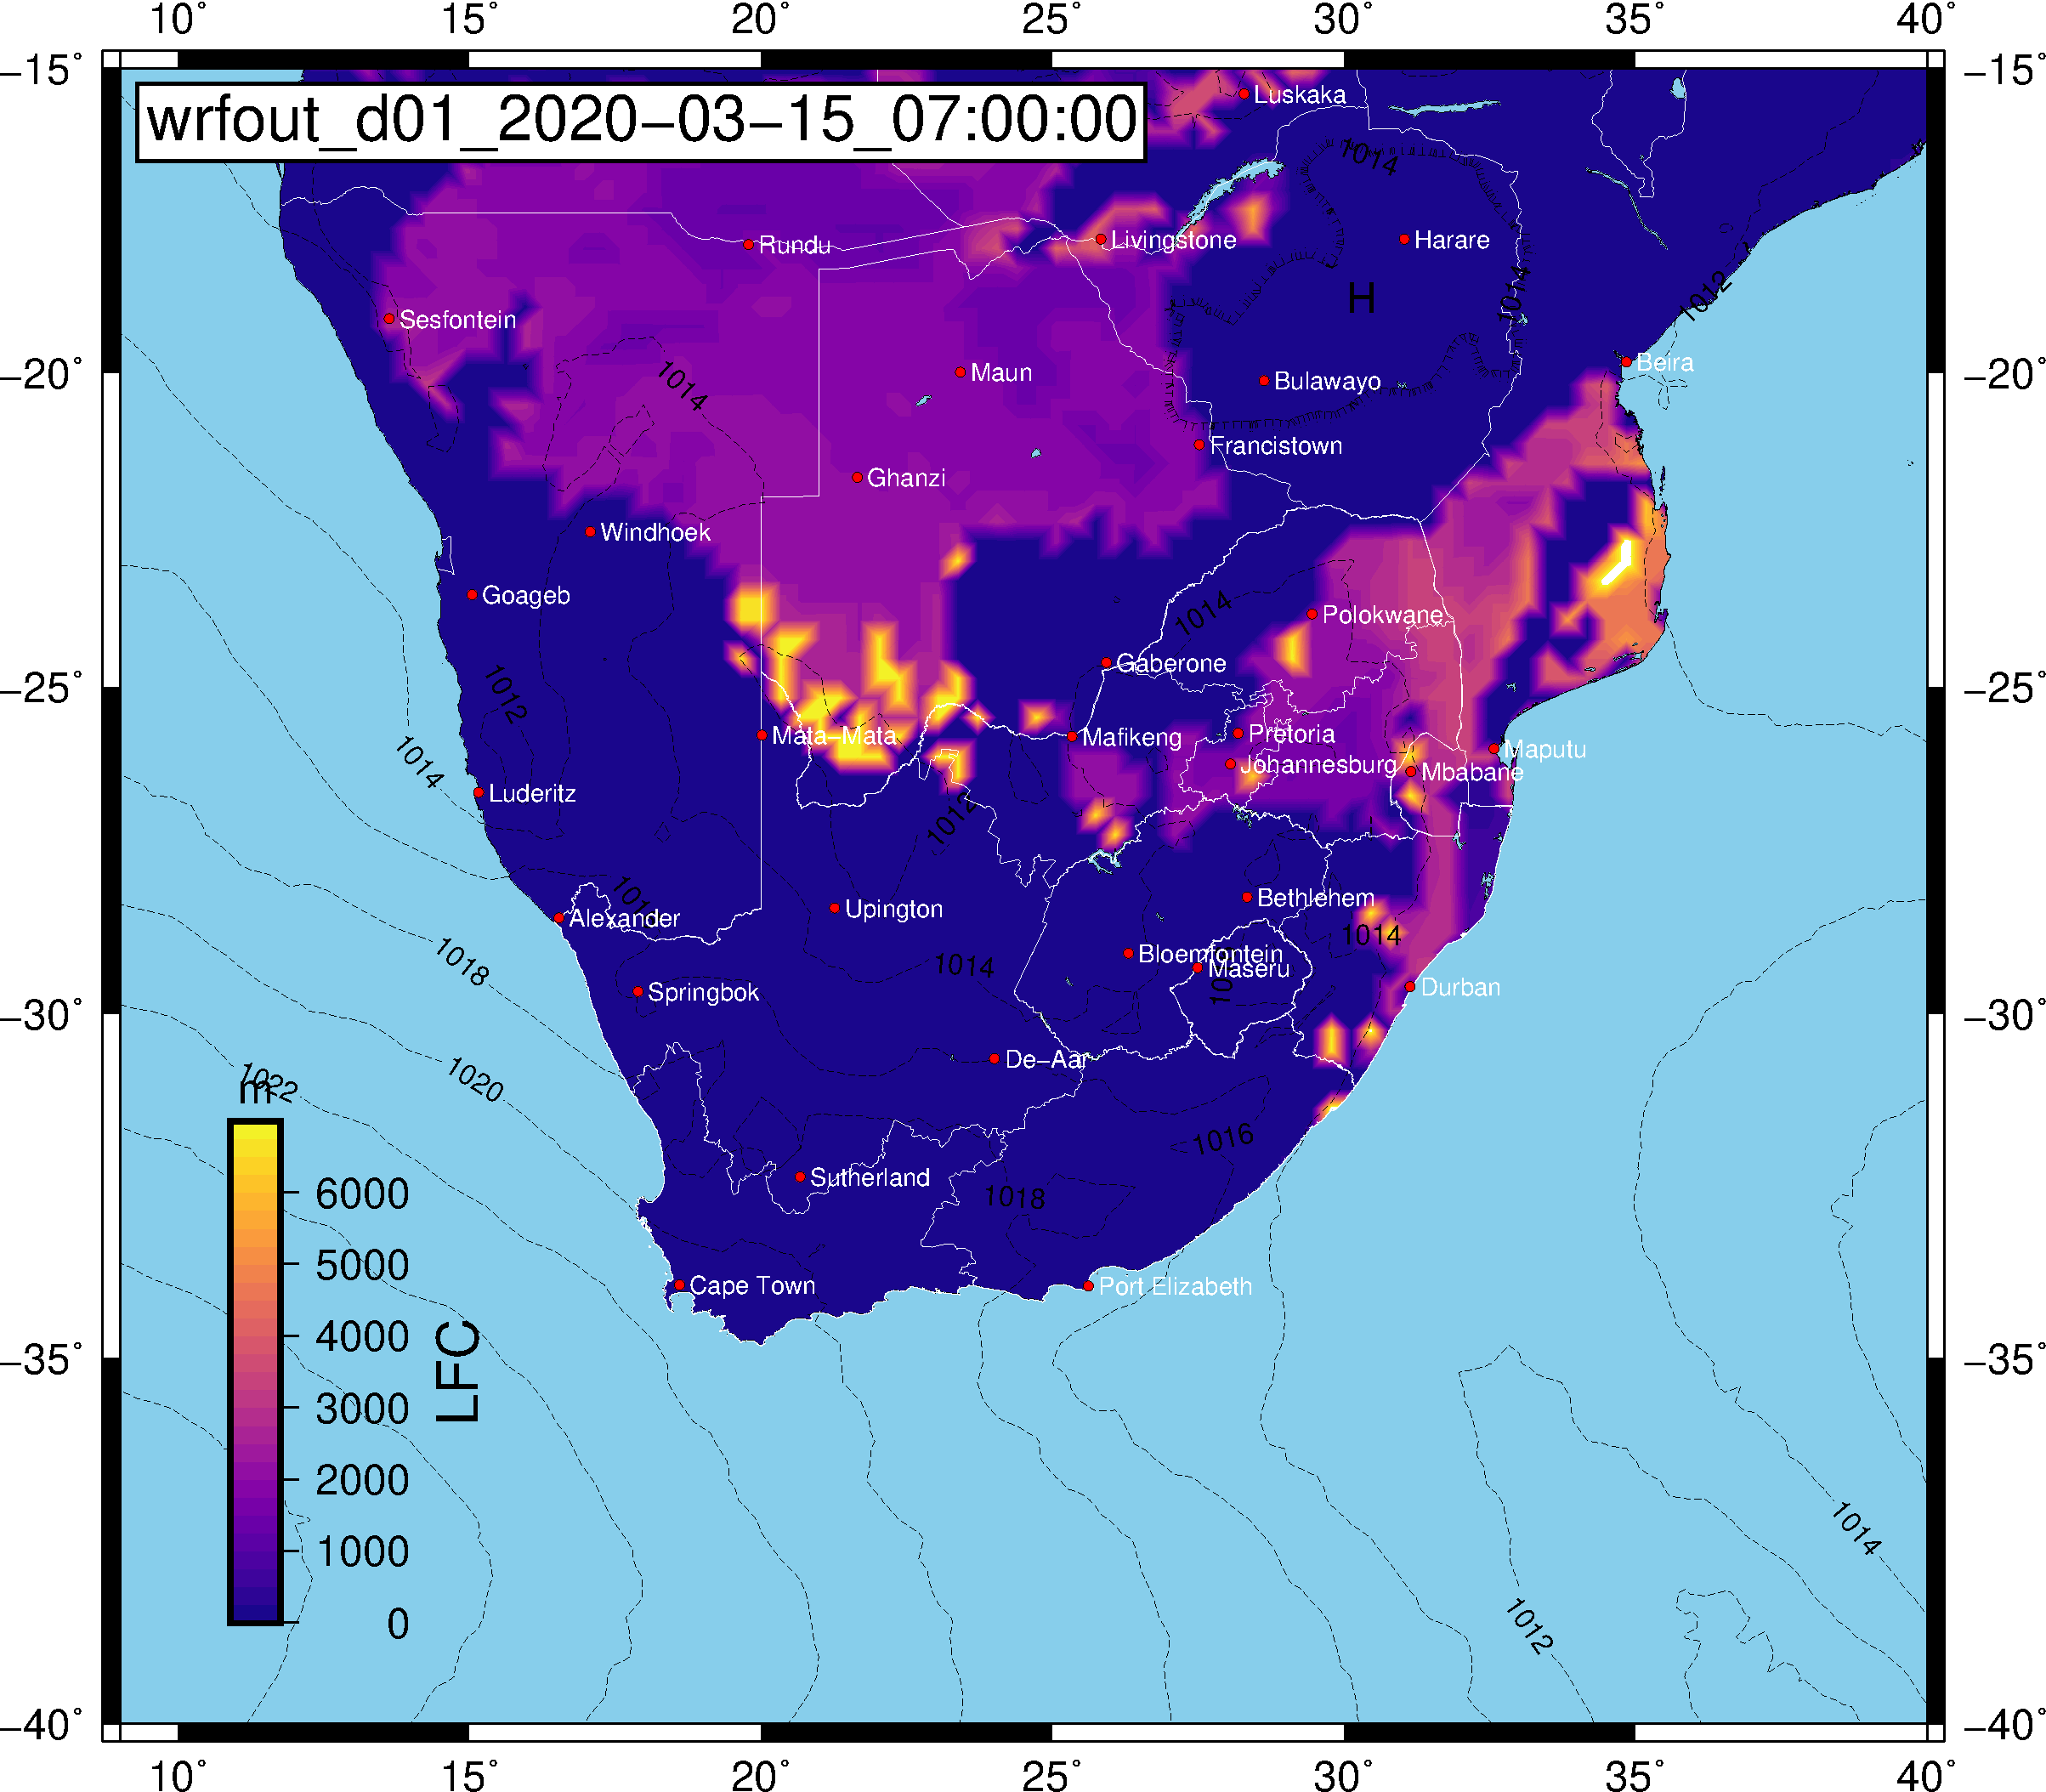 10° 15° 20° 25° 30° 35° 40°
−15° −15°
wrfout_d01_2020−03−15_07:00:00
Luskaka
1014
Rundu
Livingstone
Harare
H
1014
1012
Sesfontein
−20° −20°
Beira
1014
Maun
Bulawayo
Francistown
Ghanzi
Windhoek
Goageb
1014
Polokwane
Gaberone
−25° −25°
1012
1014
Mata−Mata
Mafikeng
Pretoria
Johannesburg
Maputu
Mbabane
Luderitz
1012
Bethlehem
Upington
Alexander
1014
1018
1014
Bloemfontein
Maseru
Springbok
Durban
−30° −30°
De−Aar
1022
1020
m
1016
Sutherland
1018
6000
5000
4000
3000
2000
1000
0
LFC
Cape Town
Port Elizabeth
−35° −35°
1014
1012
−40° −40°
10° 15° 20° 25° 30° 35° 40°